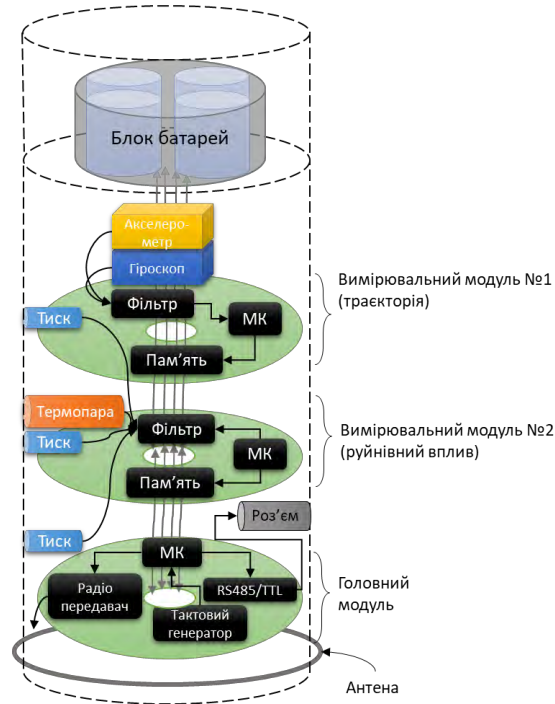 Блок батарей
Акселеро-
метр
Гіроскоп
Вимірювальний модуль №1
(траєкторія)
Фільтр
МК
Тиск
Пам’ять
Термопара
Вимірювальний модуль №2
(руйнівний вплив)
Фільтр
Тиск
МК
Пам’ять
Роз’єм
Тиск
МК
Радіо
передавач
RS485/TTL
Головний
модуль
Тактовий
генератор
Антена